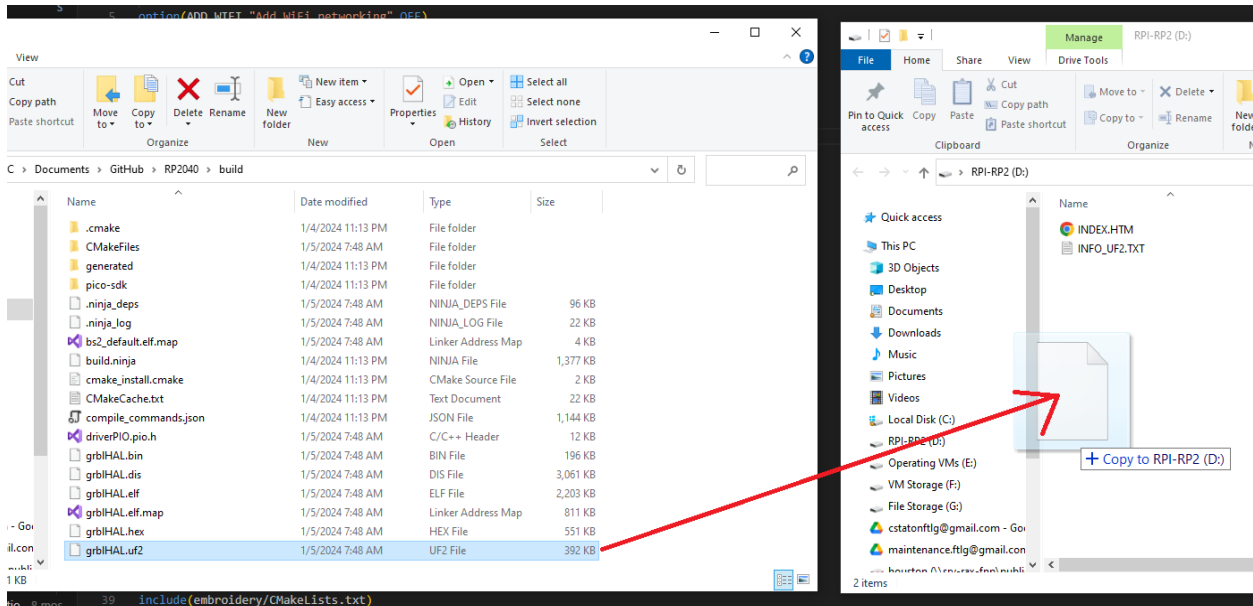 5 option(ADD_WIFI "Add WiFi networking" OFF)
View
Cut
Copy path
Paste shortcut
Move to
Copy to
Delete
Rename
New folder
New item
Easy access
Properties
Open
Edit
History
Select all
Select none
Invert selection
Organize
New
Open
Select
C > Documents > GitHub > RP2040 > build
Name Date modified Type Size
.cmake 1/4/2024 11:13 PM File folder
CMakeFiles 1/5/2024 7:48 AM File folder
generated 1/4/2024 11:13 PM File folder
pico-sdk 1/4/2024 11:13 PM File folder
.ninja_deps 1/5/2024 7:48 AM NINJA_DEPS File 96 KB
.ninja_log 1/5/2024 7:48 AM NINJA_LOG File 22 KB
bs2_default.elf.map 1/5/2024 7:48 AM Linker Address Map 4 KB
build.ninja 1/4/2024 11:13 PM NINJA File 1,377 KB
cmake_install.cmake 1/4/2024 11:13 PM CMake Source File 2 KB
CMakeCache.txt 1/4/2024 11:13 PM Text Document 22 KB
compile_commands.json 1/4/2024 11:13 PM JSON File 1,144 KB
driverPIO.pio.h 1/5/2024 7:48 AM C/C++ Header 12 KB
grblHAL.bin 1/5/2024 7:48 AM BIN File 196 KB
grblHAL.dis 1/5/2024 7:48 AM DIS File 3,061 KB
grblHAL.elf 1/5/2024 7:48 AM ELF File 2,203 KB
grblHAL.elf.map 1/5/2024 7:48 AM Linker Address Map 811 KB
grblHAL.hex 1/5/2024 7:48 AM HEX File 551 KB
grblHAL.uf2 1/5/2024 7:48 AM UF2 File 392 KB
- Goo
il.con
1 KB
39 include(embroidery/CMakeLists.txt)
Manage RPI-RP2 (D:)
File Home Share View Drive Tools
Pin to Quick access
Copy
Paste
Cut
Copy path
Paste shortcut
Move to
Copy to
Delete
Rename
New
folde
Clipboard
Organize
RPI-RP2 (D:)
Name
INDEX.HTM
INFO_UF2.TXT
Quick access
This PC
3D Objects
Desktop
Documents
Downloads
Music
Pictures
Videos
Local Disk (C:)
RPI-RP2 (D:)
Operating VMs (E:)
VM Storage (F:)
File Storage (G:)
cstatonftlg@gmail.com - Goo
maintenance.ftlg@gmail.con
+ Copy to RPI-RP2 (D:)
2 items